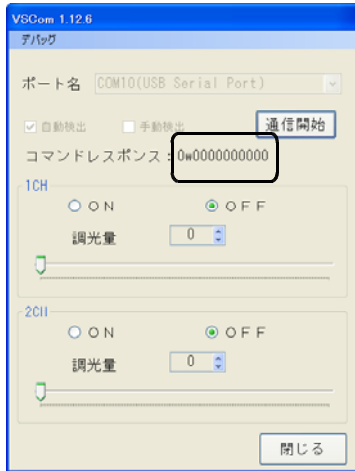 VSCom 1.12.6
デバッグ
ポート名 COM10(USB Serial Port)
自動検出 手動検出 通信開始
コマンドレスポンス：0w0000000000
1CH
ＯＮ ＯＦＦ
調光量 0
2CH
ＯＮ ＯＦＦ
調光量 0
閉じる